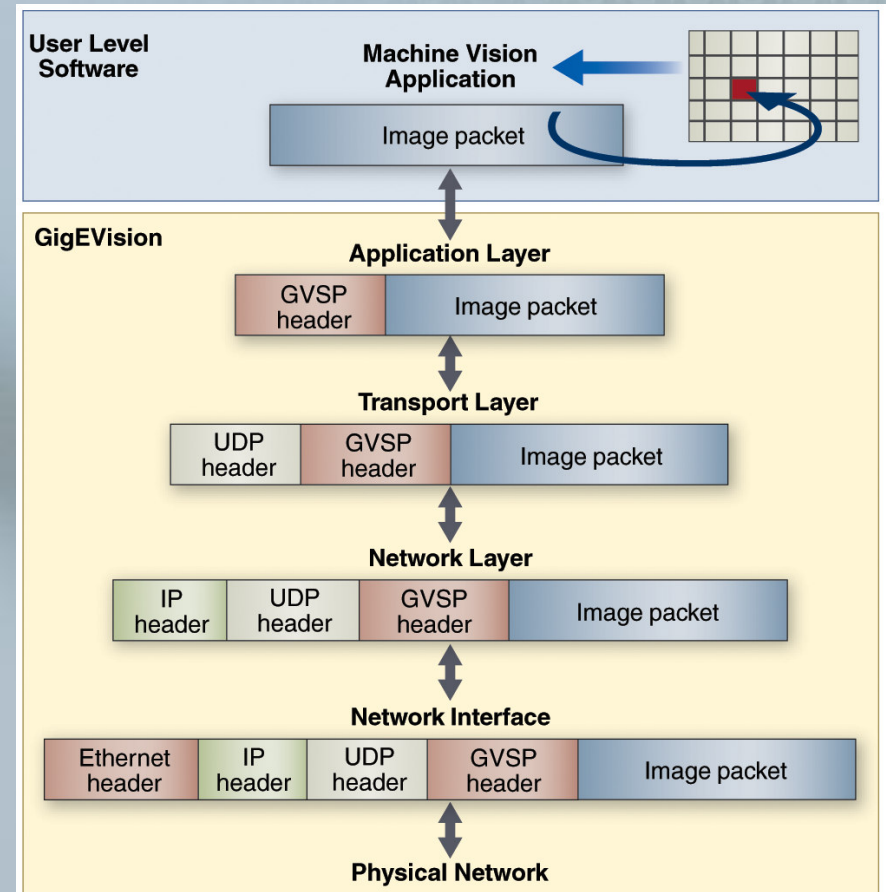 User Level
Software
Machine Vision
Application
Image packet
GigEVision
Application Layer
GVSP
header
Image packet
Transport Layer
UDP
header
GVSP
header
Image packet
Network Layer
IP
header
UDP
header
GVSP
header
Image packet
Network Interface
Ethernet
header
IP
header
UDP
header
GVSP
header
Image packet
Physical Network